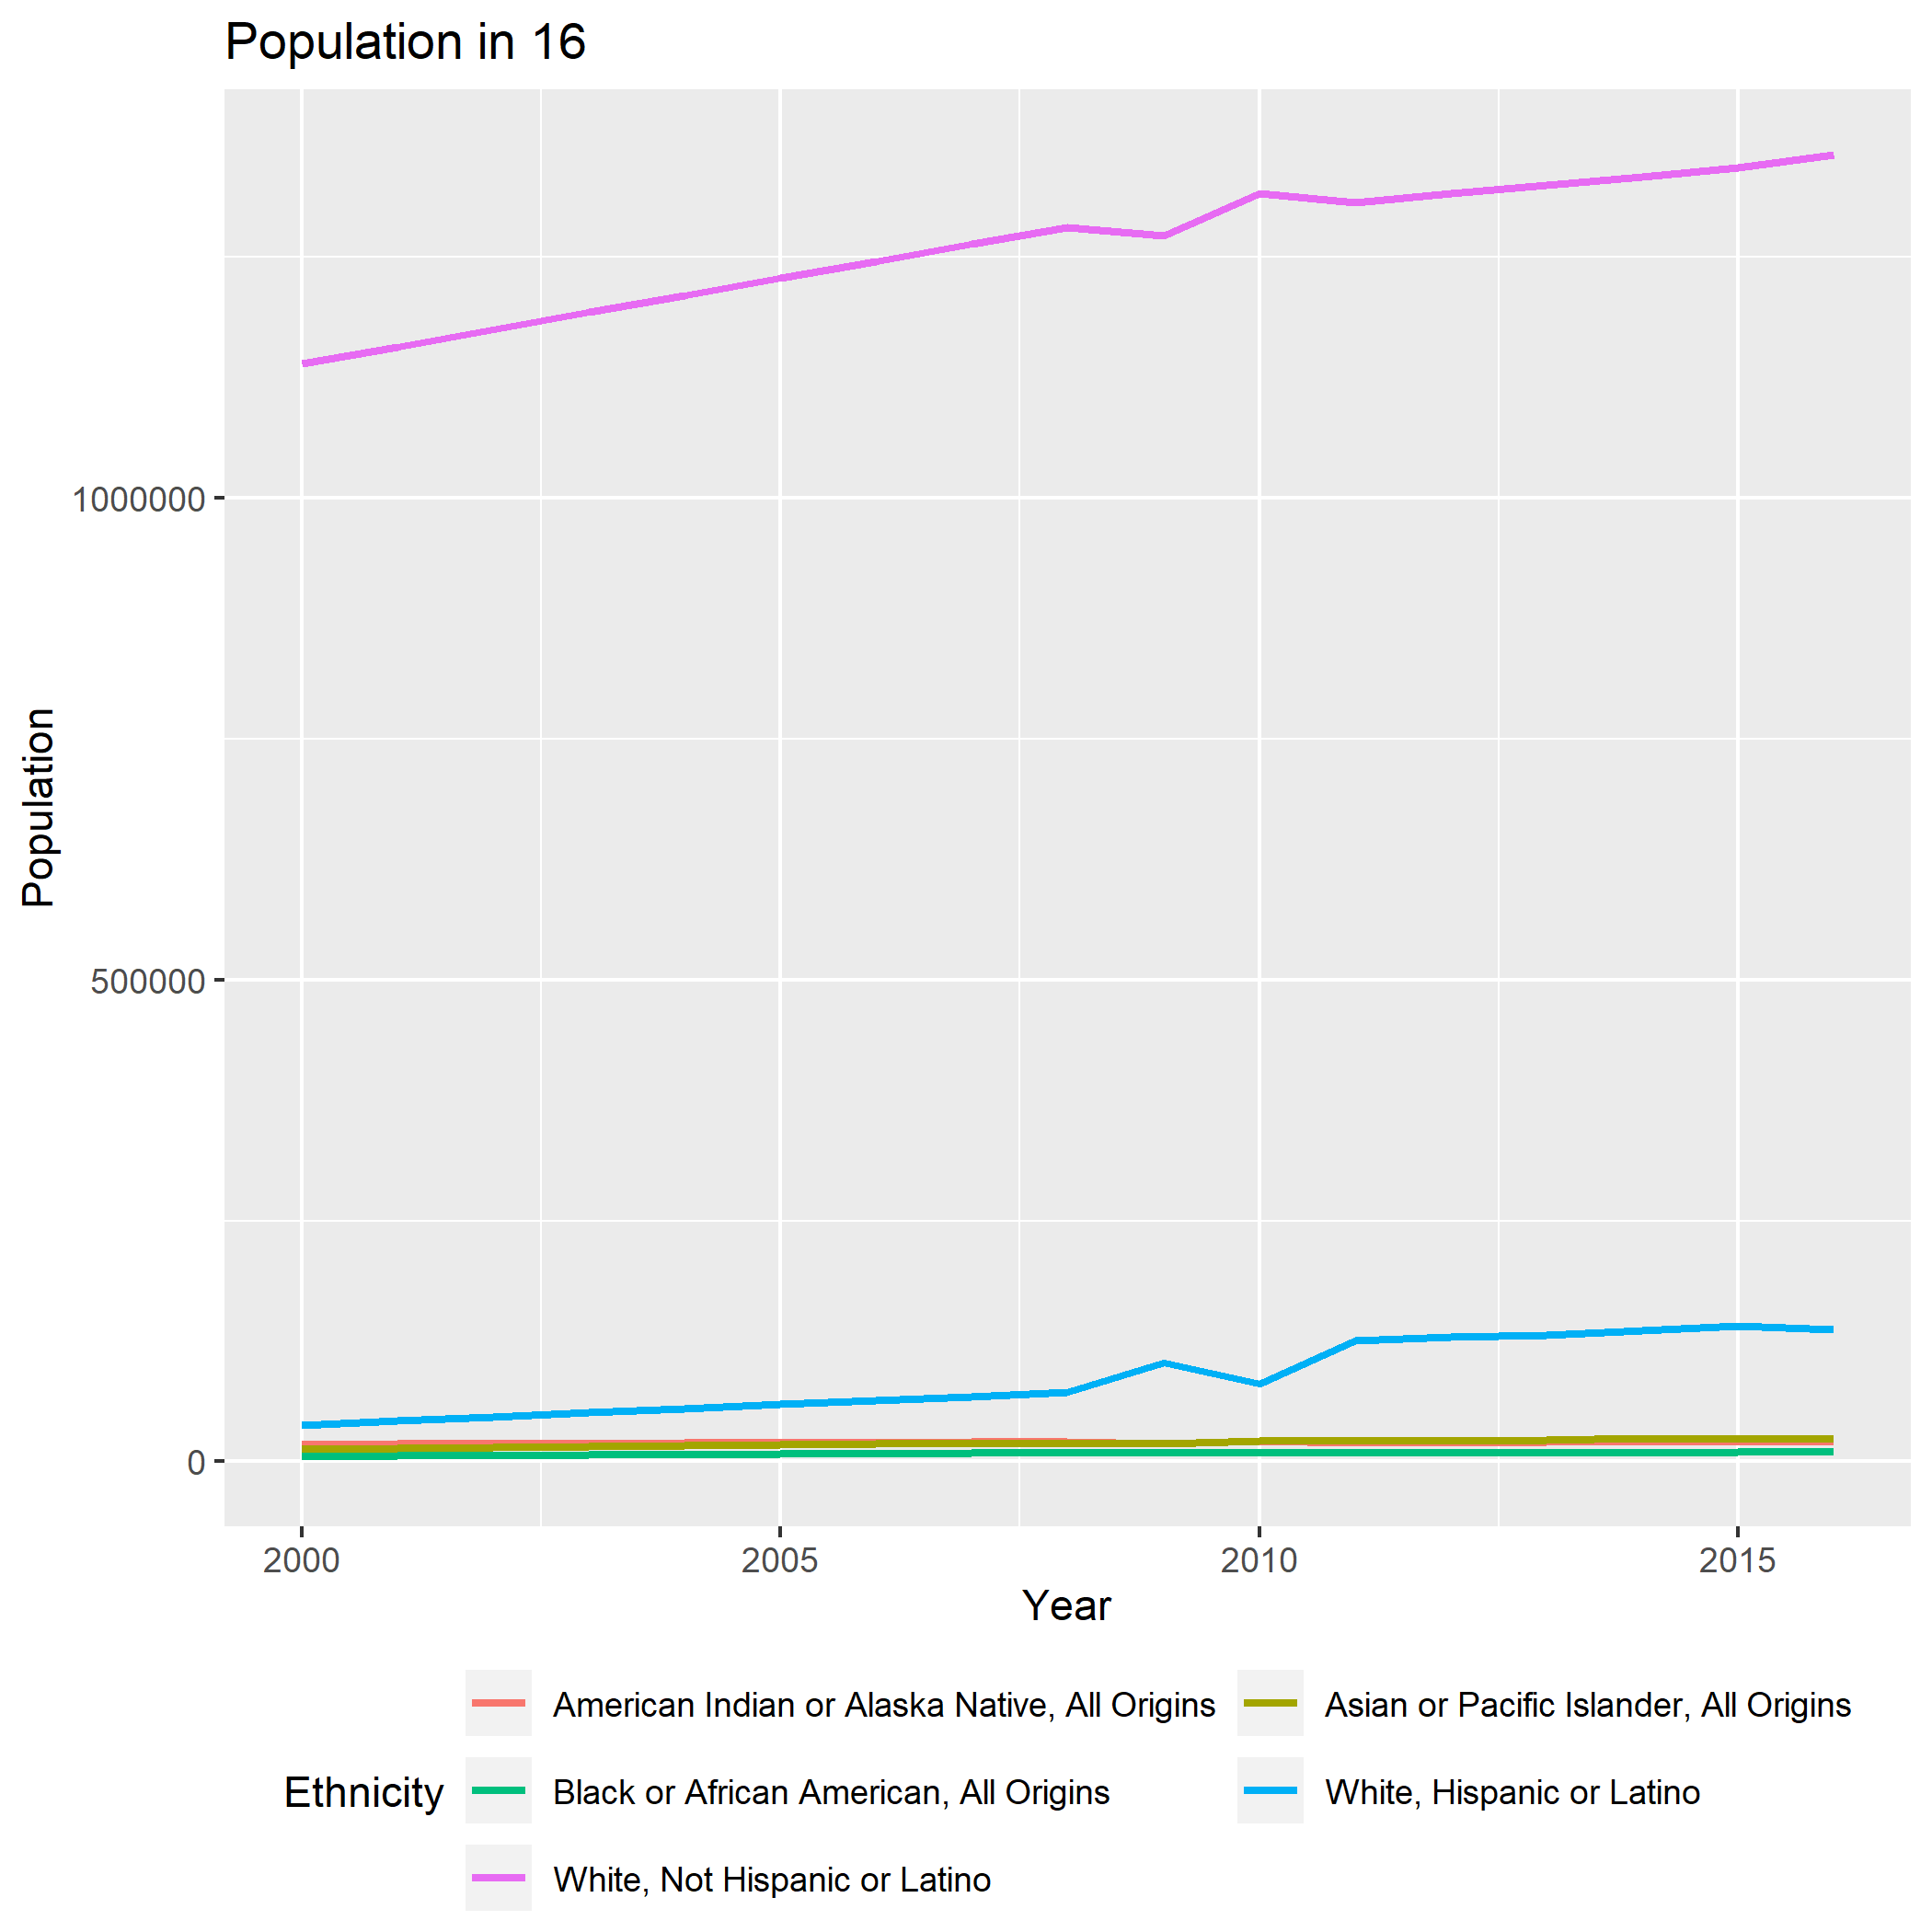 Population in 16
Population
1000000
500000
0
2000 2005 2010 2015
Year
Ethnicity
American Indian or Alaska Native, All Origins
Asian or Pacific Islander, All Origins
Black or African American, All Origins
White, Hispanic or Latino
White, Not Hispanic or Latino